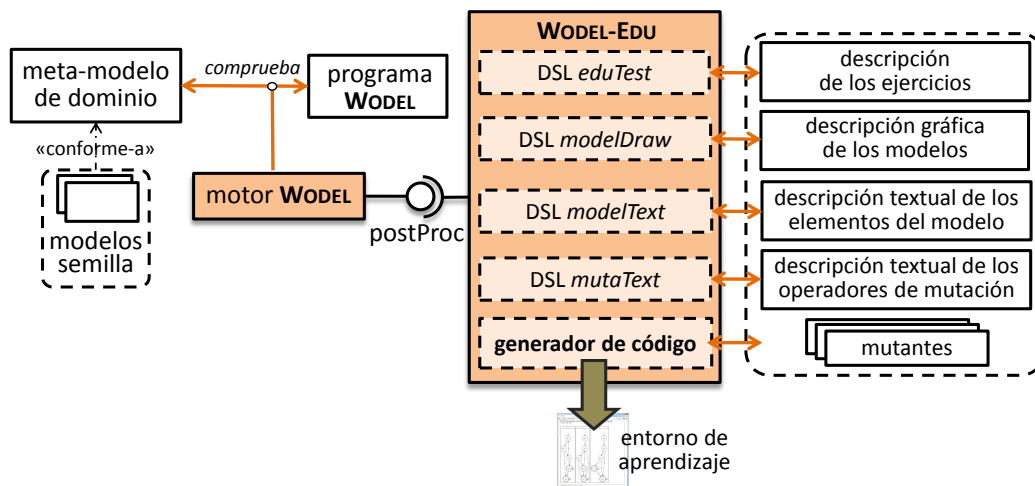 meta-modelo
de dominio
comprueba
programa
WODEL
«conforme-a»
modelos
semilla
motor WODEL
postProc
WODEL-EDU
DSL eduTest
DSL modelDraw
DSL modelText
DSL mutaText
generador de código
descripción
de los ejercicios
descripción gráfica
de los modelos
descripción textual de los
elementos del modelo
descripción textual de los
operadores de mutación
mutantes
entorno de
aprendizaje